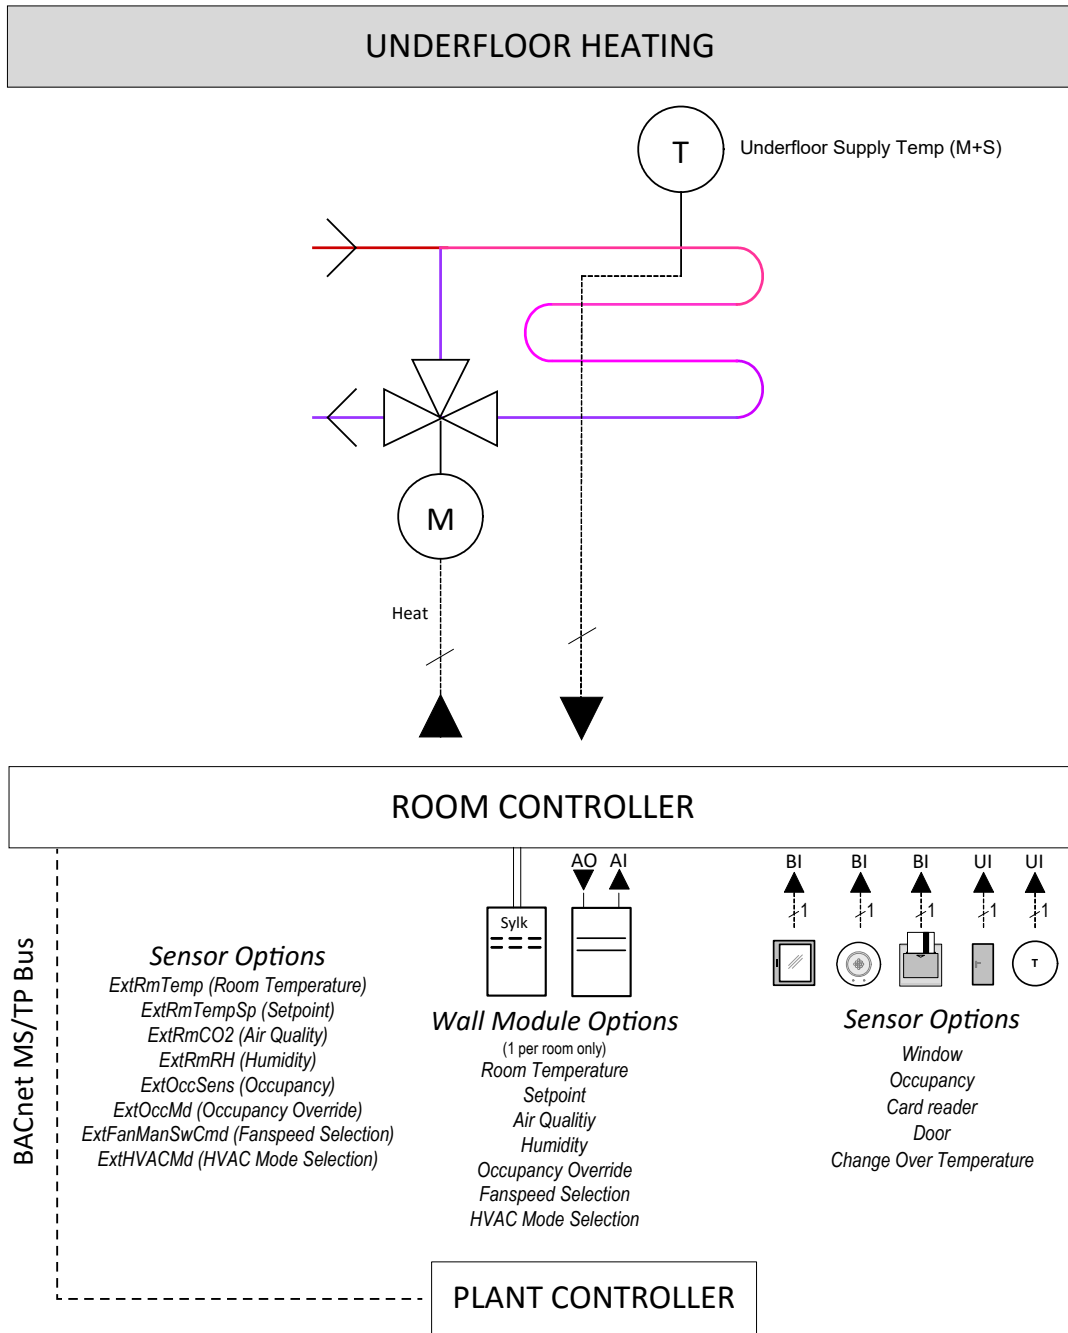 UNDERFLOOR HEATING
T
Underfloor Supply Temp (M+S)
M
Heat
ROOM CONTROLLER
AO AI
BI BI BI UI UI
1 1 1 1 1
Sylk
T
BACnet MS/TP Bus
Sensor Options
ExtRmTemp (Room Temperature)
ExtRmTempSp (Setpoint)
ExtRmCO2 (Air Quality)
ExtRmRH (Humidity)
ExtOccSens (Occupancy)
ExtOccMd (Occupancy Override)
ExtFanManSwCmd (Fanspeed Selection)
ExtHVACMd (HVAC Mode Selection)
Wall Module Options
(1 per room only)
Room Temperature
Setpoint
Air Qualitiy
Humidity
Occupancy Override
Fanspeed Selection
HVAC Mode Selection
Sensor Options
Window
Occupancy
Card reader
Door
Change Over Temperature
PLANT CONTROLLER